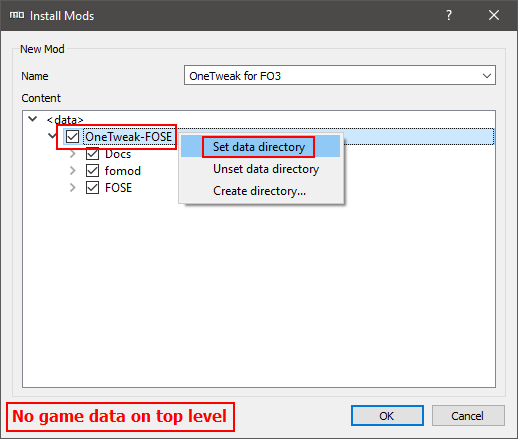 Install Mods
? ×
New Mod
Name
OneTweak for FO3
Content
<data>
OneTweak-FOSE
Docs
fomod
FOSE
Set data directory
Unset data directory
Create directory...
No game data on top level
OK
Cancel